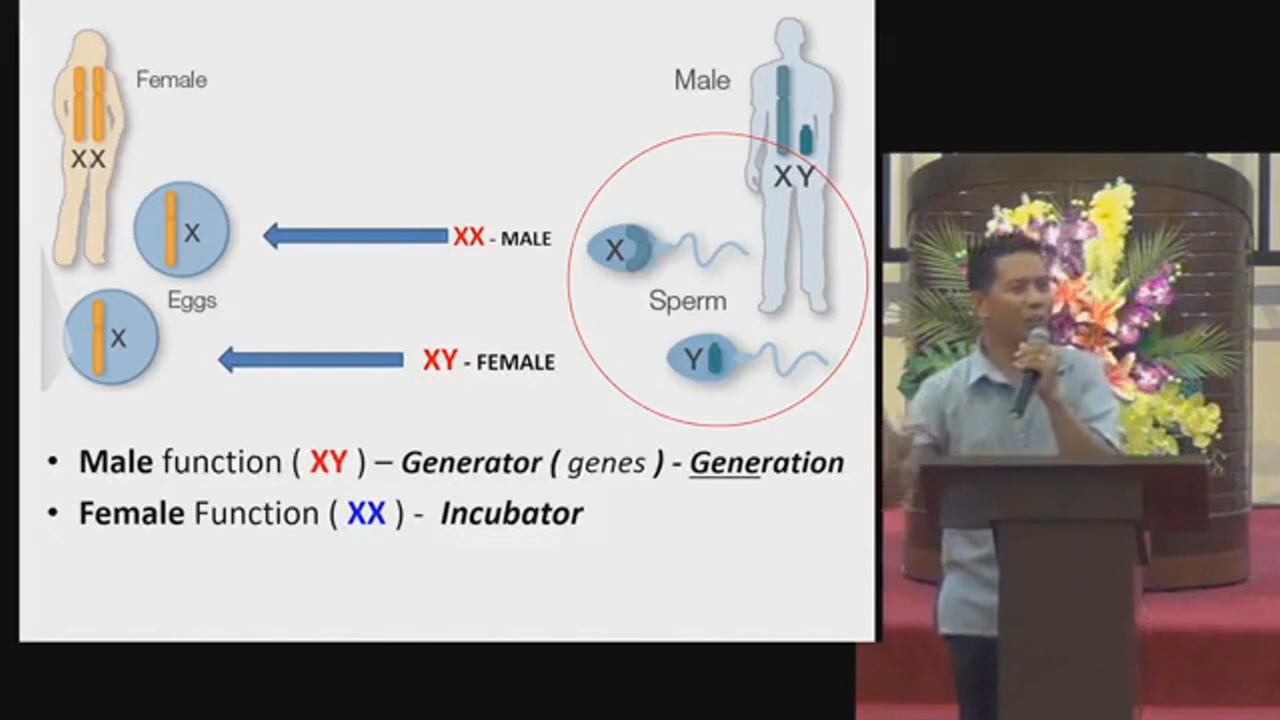 Female
Male
XX
XY
X
XX - MALE
X
Eggs
Sperm
X
XY - FEMALE
Y
• Male function ( XY ) – Generator ( genes ) - Generation
• Female Function ( XX ) - Incubator